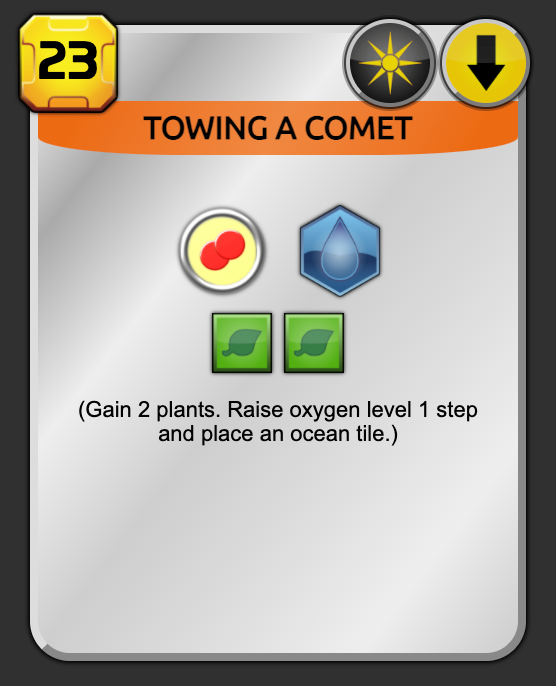 23
TOWING A COMET
(Gain 2 plants. Raise oxygen level 1 step
and place an ocean tile.)